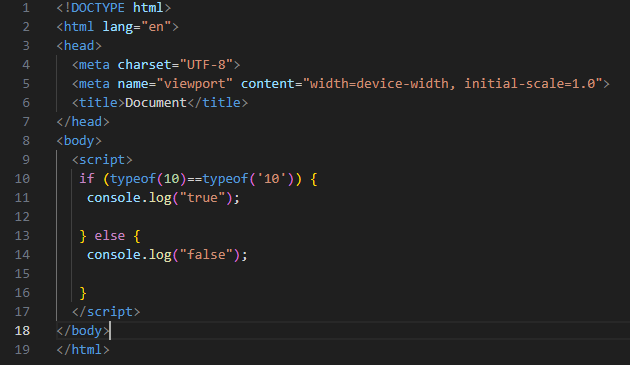 1 <!DOCTYPE html>
2 <html lang="en">
3 <head>
4   <meta charset="UTF-8">
5   <meta name="viewport" content="width=device-width, initial-scale=1.0">
6   <title>Document</title>
7 </head>
8 <body>
9   <script>
10    if (typeof(10)==typeof('10')) {
11     console.log("true");
12
13    } else {
14     console.log("false");
15
16    }
17   </script>
18 </body>
19 </html>